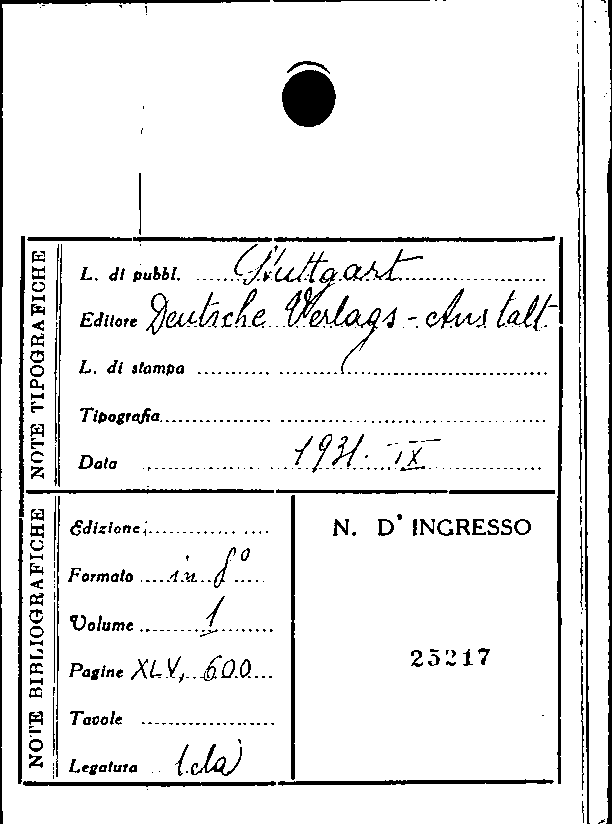 NOTE TIPOGRAFICHE
L. di pubbl. Stuttgart
Editore Deutsche Verlags-Anstalt
L. di stampa
Tipografia
Data 1931. IX
NOTE BIBLIOGRAFICHE
Edizione
Formato in 8°
Volume 1
Pagine XLV, 600
Tavole
Legatura
N. D' INGRESSO
25217